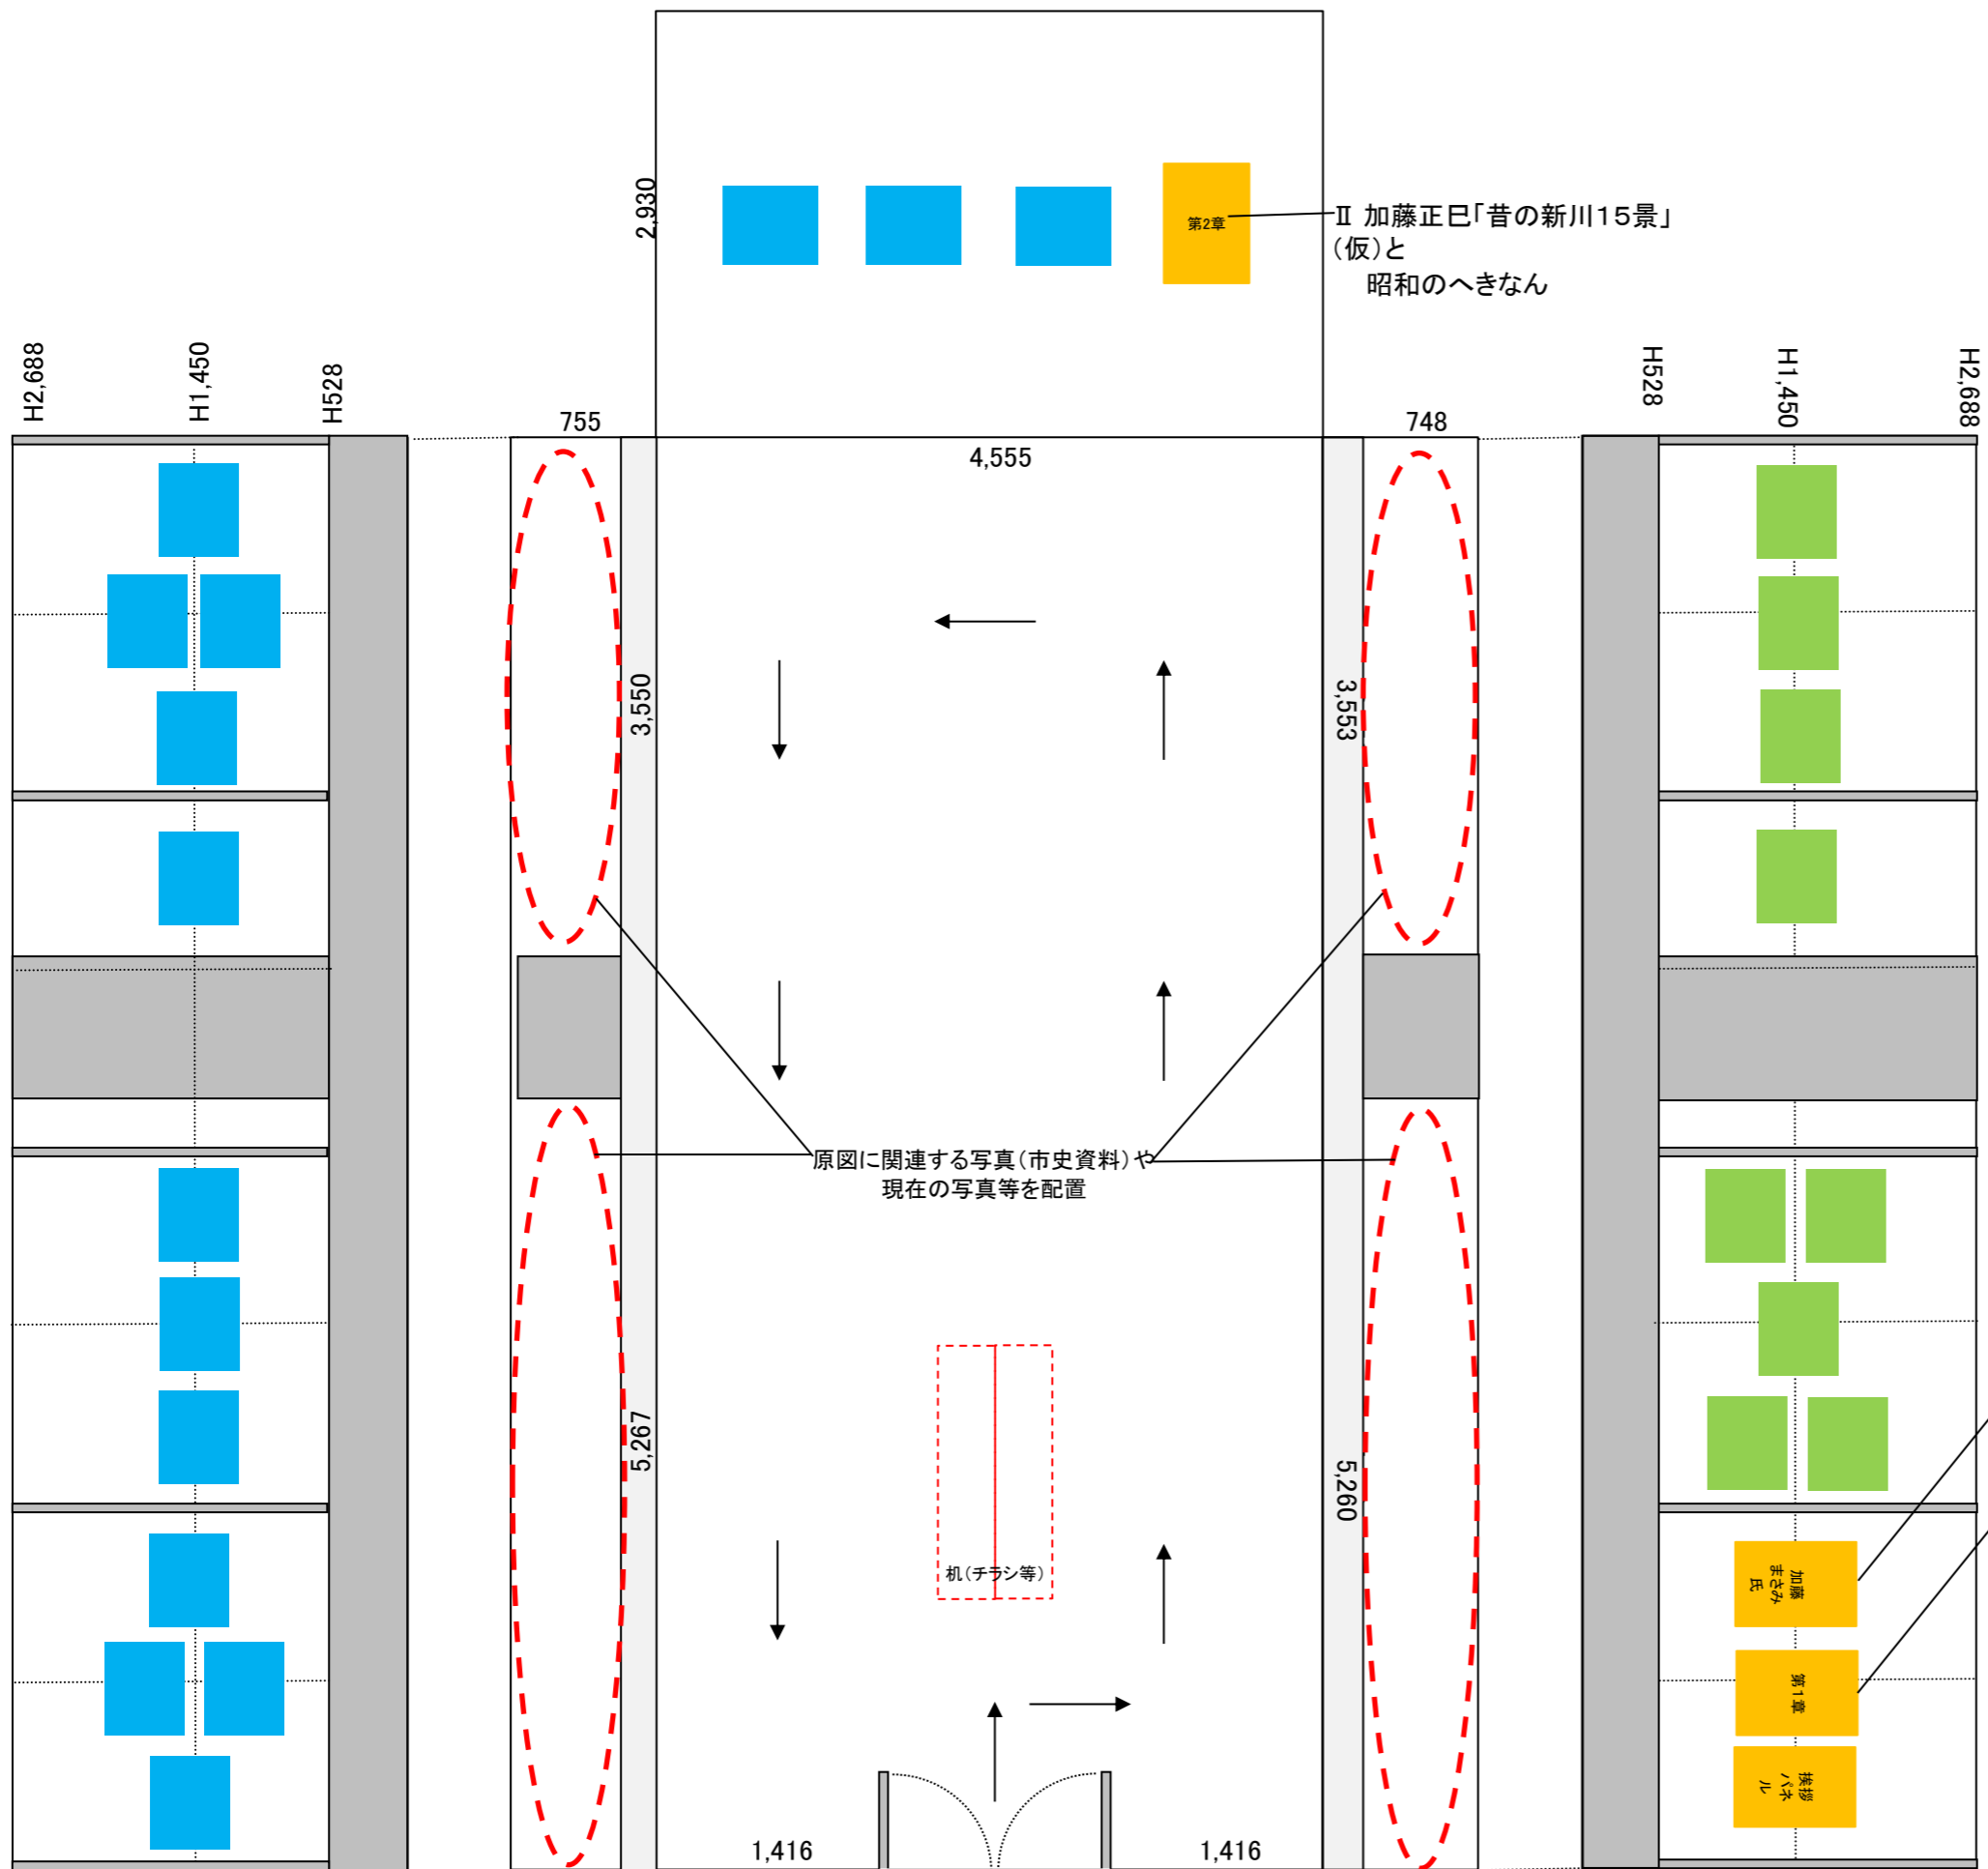 2,930
第2章
Ⅱ 加藤正巳「昔の新川15景」
(仮)と
昭和のへきなん
H2,688
H1,450
H528
755
4,555
748
H528
H1,450
H2,688
3,550
3,553
原図に関連する写真(市史資料)や
現在の写真等を配置
5,267
5,2260
机(チラシ等)
加藤
まさみ
氏
第1章
挨拶
パネ
ル
1,416
1,416